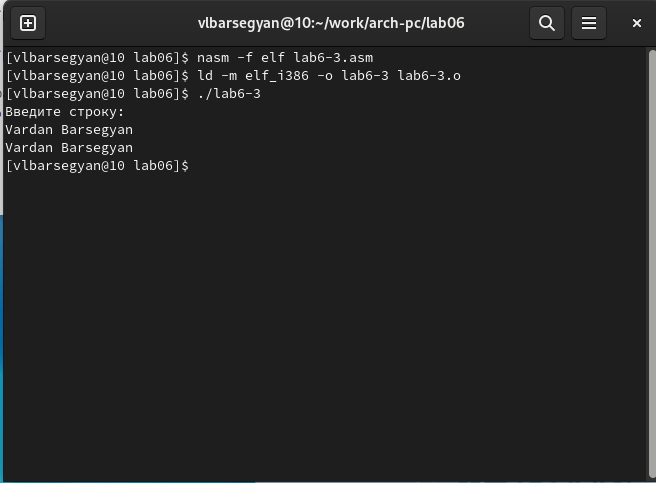 vlbarsegyan@10:~/work/arch-pc/lab06
[vlbarsegyan@10 lab06]$ nasm -f elf lab6-3.asm
[vlbarsegyan@10 lab06]$ ld -m elf_i386 -o lab6-3 lab6-3.o
[vlbarsegyan@10 lab06]$ ./lab6-3
Введите строку:
Vardan Barsegyan
Vardan Barsegyan
[vlbarsegyan@10 lab06]$